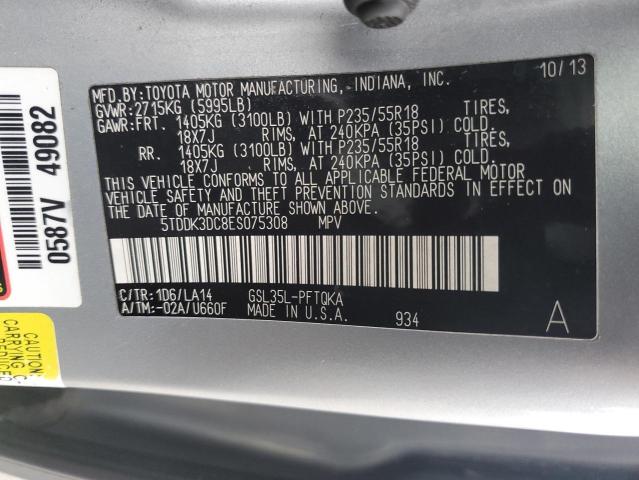 MFD. BY: TOYOTA MOTOR MANUFACTURING, INDIANA, INC. 10/13
GVWR: 2715KG (5995LB)
GAWR: FRT. 1405KG (3100LB) WITH P235/55R18 TIRES,
18X7J RIMS, AT 240KPA (35PSI) COLD.
RR. 1405KG (3100LB) WITH P235/55R18 TIRES,
18X7J RIMS, AT 240KPA (35PSI) COLD.
THIS VEHICLE CONFORMS TO ALL APPLICABLE FEDERAL MOTOR
VEHICLE SAFETY AND THEFT PREVENTION STANDARDS IN EFFECT
ON THE DATE OF MANUFACTURE SHOWN ABOVE.
5TDDK3DC8ES075308 MPV
C/TR: 1D6/LA14 GSL35L-PFTQKA
A/TM: -02A/U660F MADE IN U.S.A. 934 A
0587V 49082
CAUTION:
CARRYING C
REDUCED